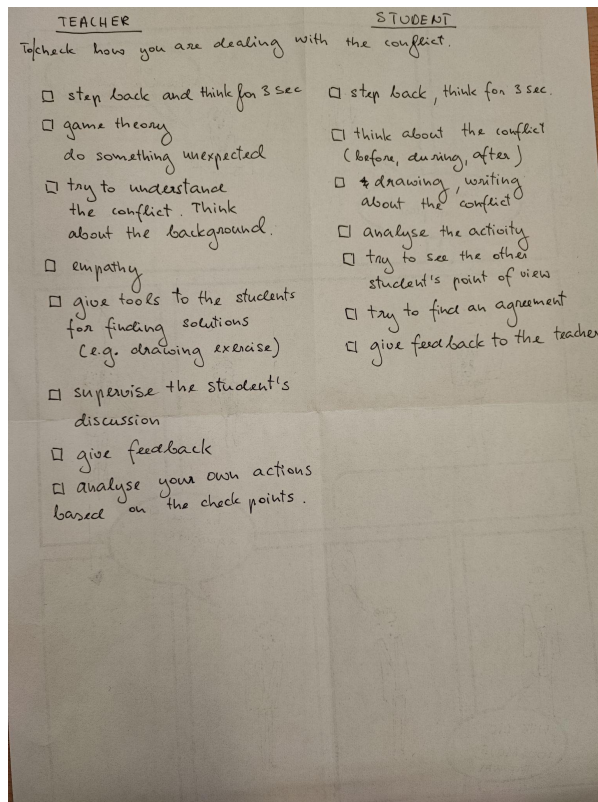 TEACHER
STUDENT
To check how you are dealing with the conflict.
☐ step back and think for 3 sec
☐ game theory
do something unexpected
☐ try to understand
the conflict. Think
about the background.
☐ empathy
☐ give tools to the students
for finding solutions
(e.g. drawing exercise)
☐ supervise the student's
discussion
☐ give feedback
☐ analyse your own actions
based on the check points.
☐ step back, think for 3 sec.
☐ think about the conflict
(before, during, after)
☐ drawing, writing
about the conflict
☐ analyse the activity
☐ try to see the other
student's point of view
☐ try to find an agreement
☐ give feedback to the teacher